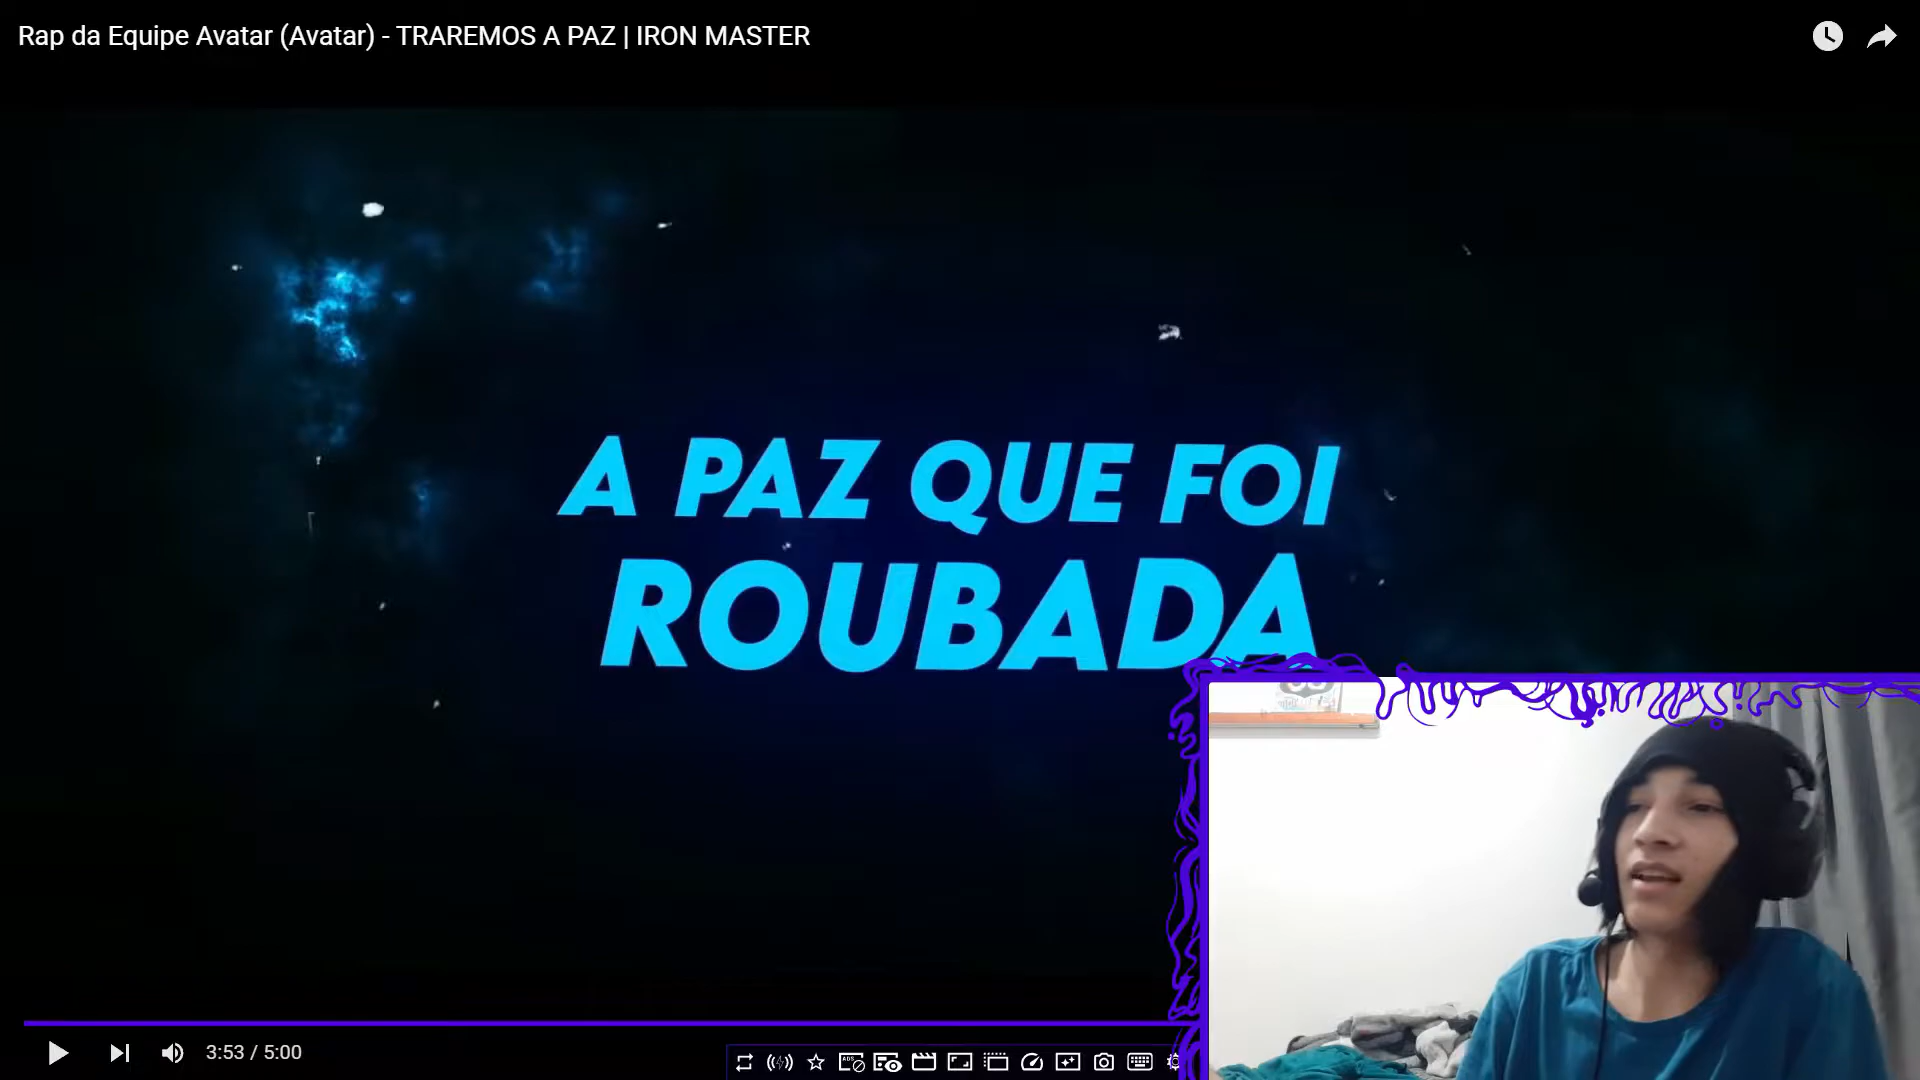 Rap da Equipe Avatar (Avatar) - TRAREMOS A PAZ | IRON MASTER
A PAZ QUE FOI
ROUBADA
3:53 / 5:00